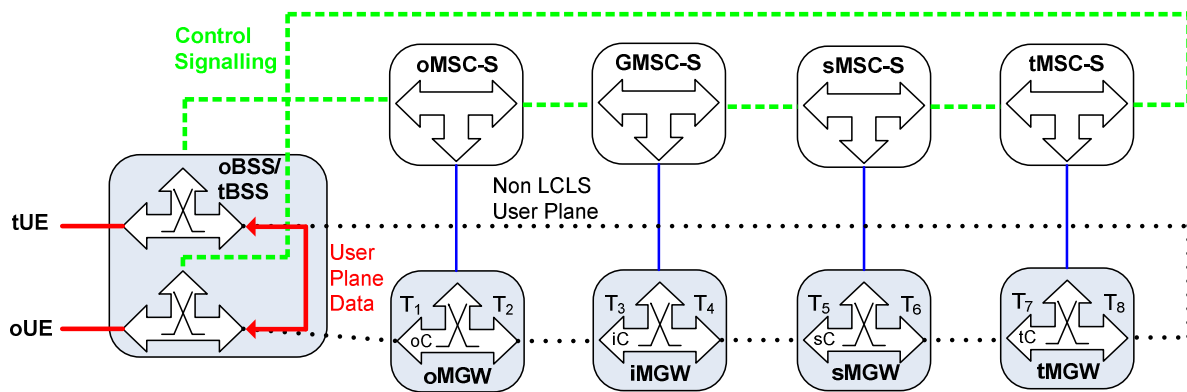 Control
Signalling
oMSC-S
GMSC-S
sMSC-S
tMSC-S
oBSS/
tBSS
Non LCLS
User Plane
tUE
User
Plane
Data
oUE
T1
T2
oC
oMGW
T3
T4
iC
iMGW
T5
T6
sC
sMGW
T7
T8
tC
tMGW